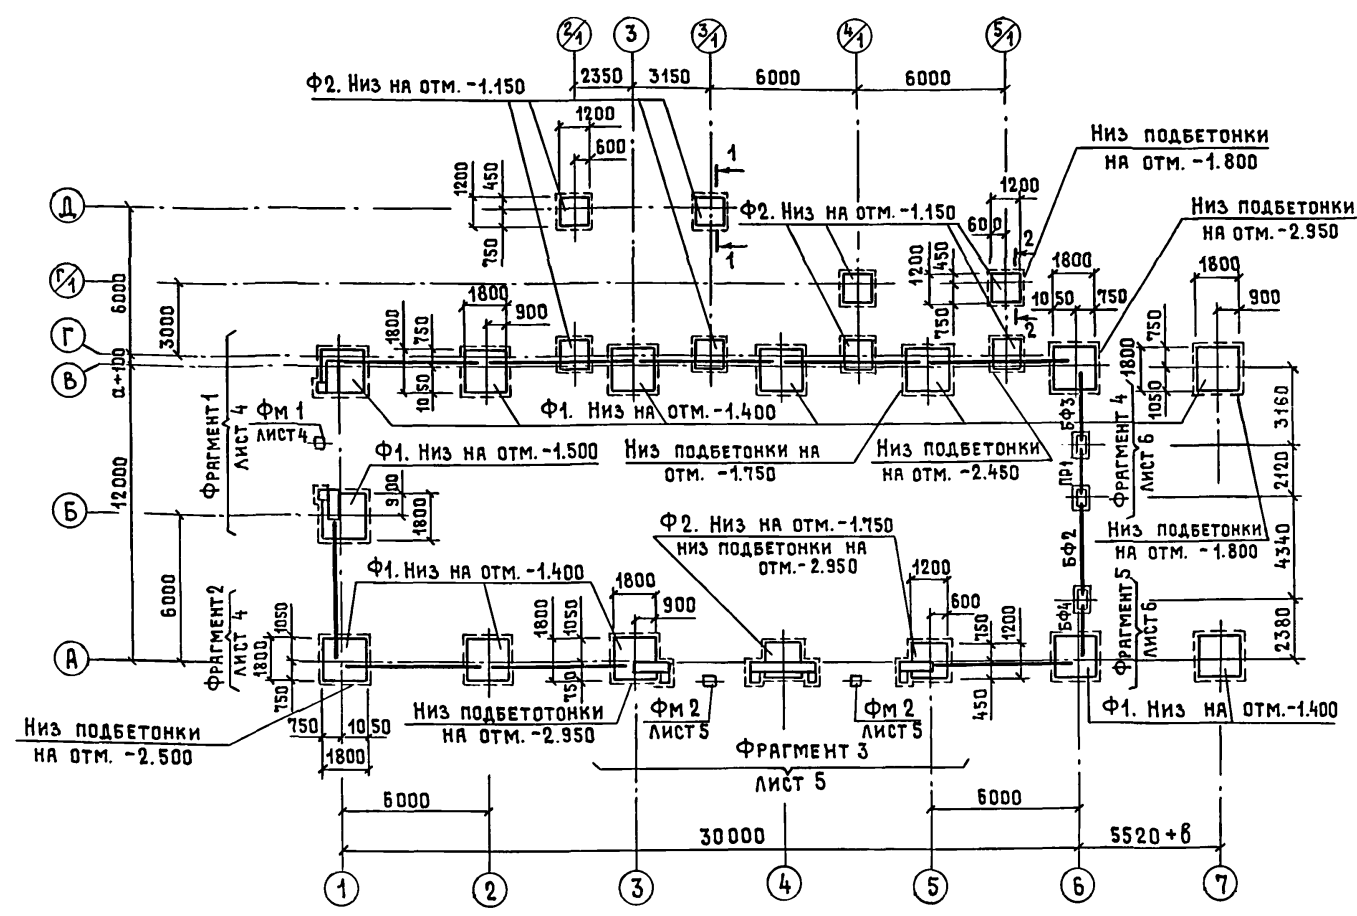 2/1
3
3/1
4/1
5/1
2350
3150
6000
6000
Ф2. Низ на отм. -1.150
1200
600
1200
450
750
1
1
Низ подбетонки
на отм. -1.800
1200
600
2
2
Ф2. Низ на отм. -1.150
1200
450
750
Низ подбетонки
на отм. -2.950
1800
1050
750
1800
900
750
1800
1050
Д
Г/1
Г
В
Б
А
6000
3000
а+100
12000
6000
1800
900
1800
750
1050
Фрагмент 1
лист 4
Фм 1
лист 4
Ф1. Низ на отм. -1.400
Ф1. Низ на отм. -1.500
Низ подбетонки на
отм. -1.750
Низ подбетонки
на отм. -2.450
900
1800
БФ3
ПР1
БФ2
БФ4
Фрагмент 4
лист 6
3160
2120
4340
2380
Низ подбетонки
на отм. -1.800
Ф2. Низ на отм. -1.750
низ подбетонки на
отм. -2.950
Ф1. Низ на отм. -1.400
1800
900
1800
1050
750
1200
600
750
1200
450
Фрагмент 2
лист 4
1050
1800
750
Фрагмент 5
лист 6
Низ подбетонки
на отм. -2.500
750
1050
1800
Низ подбетотонки
на отм. -2.950
Фм 2
лист 5
Фм 2
лист 5
Ф1. Низ на отм. -1.400
Фрагмент 3
лист 5
6000
6000
30000
5520+в
1
2
3
4
5
6
7